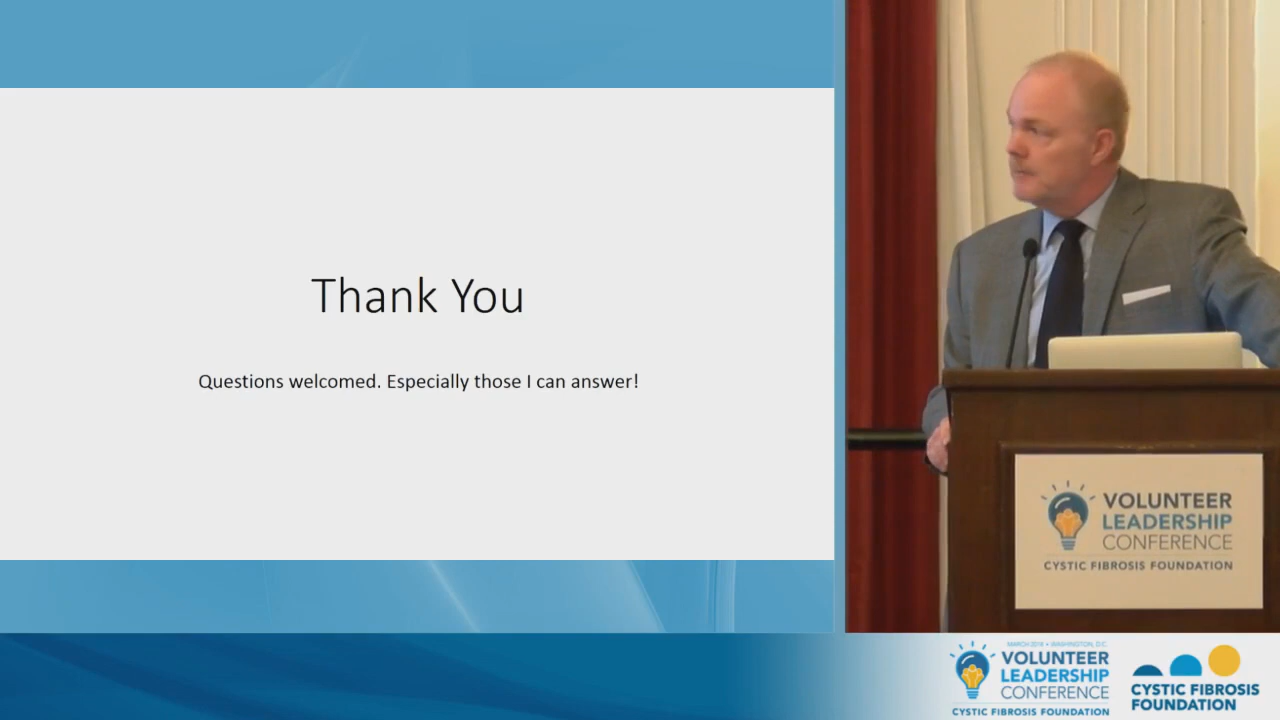 Thank You
Questions welcomed. Especially those I can answer!
VOLUNTEER
LEADERSHIP
CONFERENCE
CYSTIC FIBROSIS FOUNDATION
VOLUNTEER
LEADERSHIP
CONFERENCE
CYSTIC FIBROSIS FOUNDATION
CYSTIC FIBROSIS
FOUNDATION